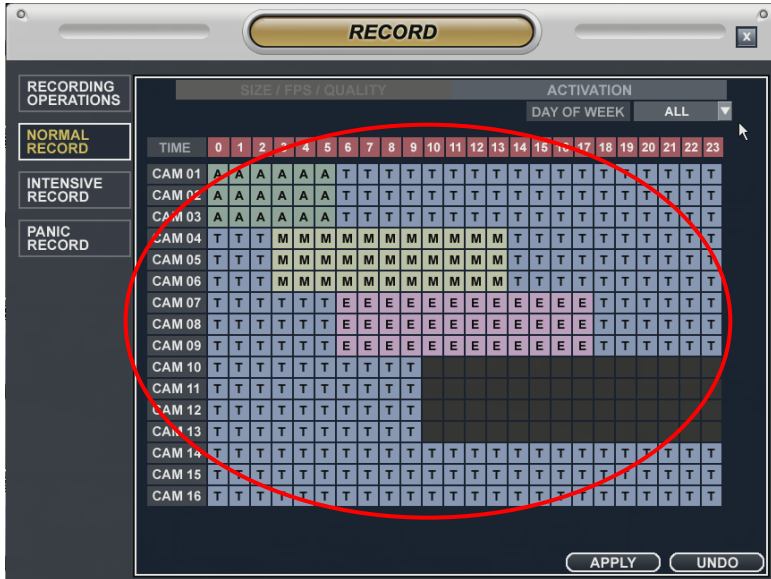 RECORD
X
RECORDING
OPERATIONS
NORMAL
RECORD
INTENSIVE
RECORD
PANIC
RECORD
SIZE / FPS / QUALITY ACTIVATION
DAY OF WEEK ALL
TIME 0 1 2 3 4 5 6 7 8 9 10 11 12 13 14 15 16 17 18 19 20 21 22 23
CAM 01 A A A A A A T T T T T T T T T T T T T T T T T T
CAM 02 A A A A A A T T T T T T T T T T T T T T T T T T
CAM 03 A A A A A A T T T T T T T T T T T T T T T T T T
CAM 04 T T T M M M M M M M M M M M T T T T T T T T T T
CAM 05 T T T M M M M M M M M M M M T T T T T T T T T T
CAM 06 T T T M M M M M M M M M M M T T T T T T T T T T
CAM 07 T T T T T T E E E E E E E E E E E E T T T T T T
CAM 08 T T T T T T E E E E E E E E E E E E T T T T T T
CAM 09 T T T T T T E E E E E E E E E E E E T T T T T T
CAM 10 T T T T T T T T T T
CAM 11 T T T T T T T T T T
CAM 12 T T T T T T T T T T
CAM 13 T T T T T T T T T T
CAM 14 T T T T T T T T T T T T T T T T T T T T T T T T
CAM 15 T T T T T T T T T T T T T T T T T T T T T T T T
CAM 16 T T T T T T T T T T T T T T T T T T T T T T T T
APPLY UNDO